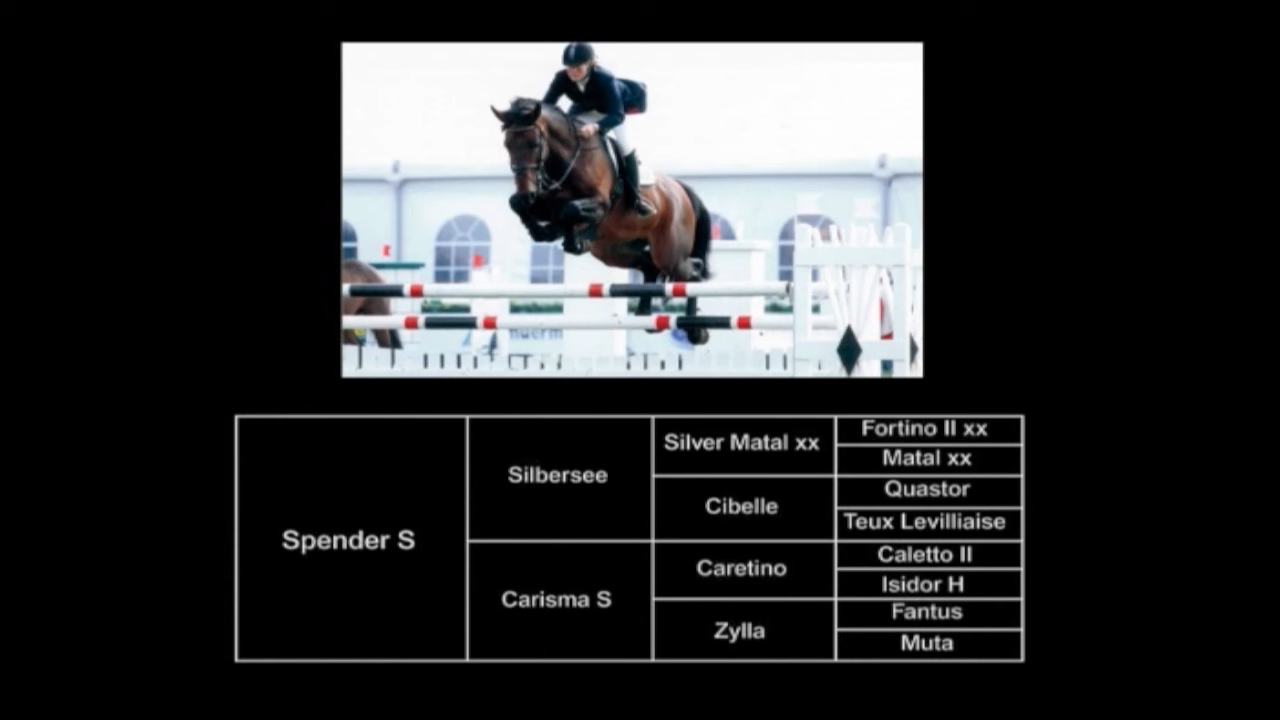 Spender S
Silbersee
Carisma S
Silver Matal xx
Cibelle
Caretino
Zylla
Fortino II xx
Matal xx
Quastor
Teux Levilliaise
Caletto II
Isidor H
Fantus
Muta